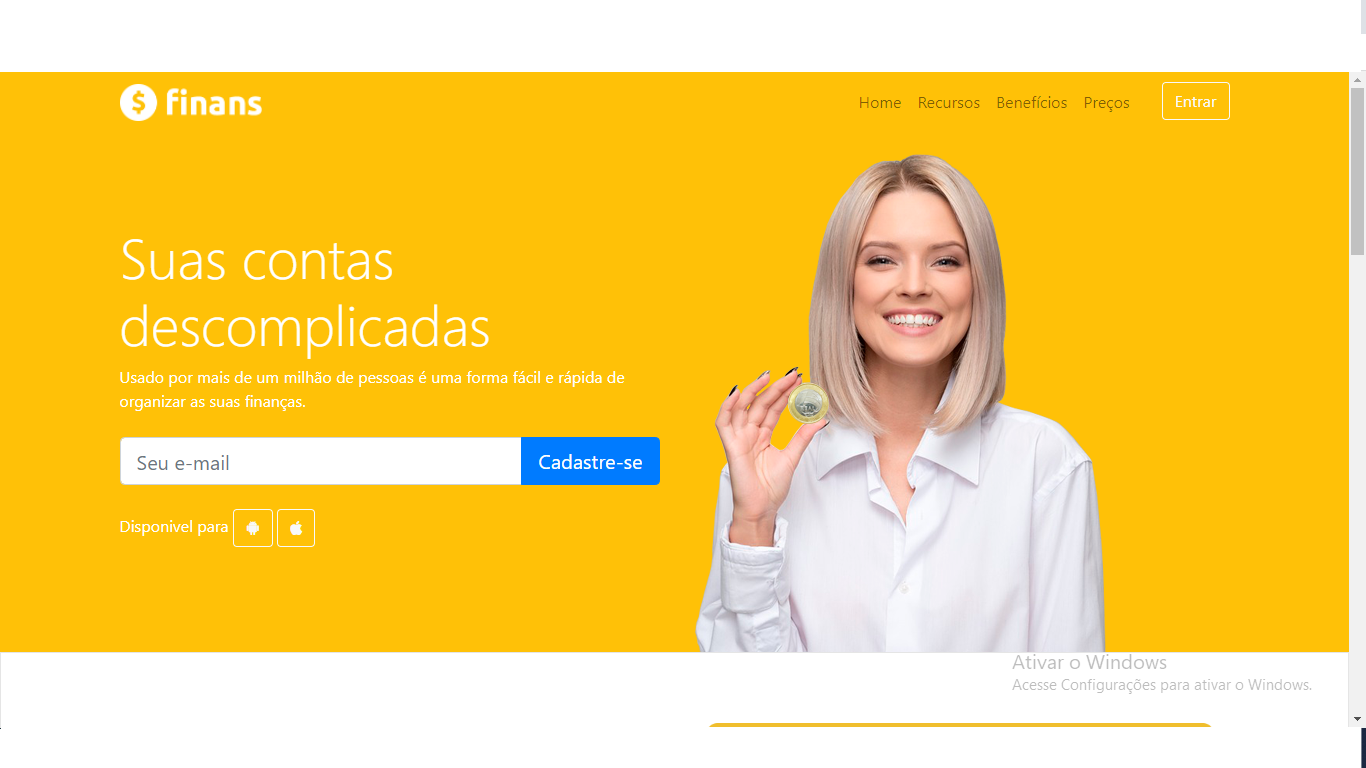 finans
Home Recursos Benefícios Preços Entrar
Suas contas
descomplicadas
Usado por mais de um milhão de pessoas é uma forma fácil e rápida de
organizar as suas finanças.
Seu e-mail Cadastre-se
Disponivel para
Ativar o Windows
Acesse Configurações para ativar o Windows.